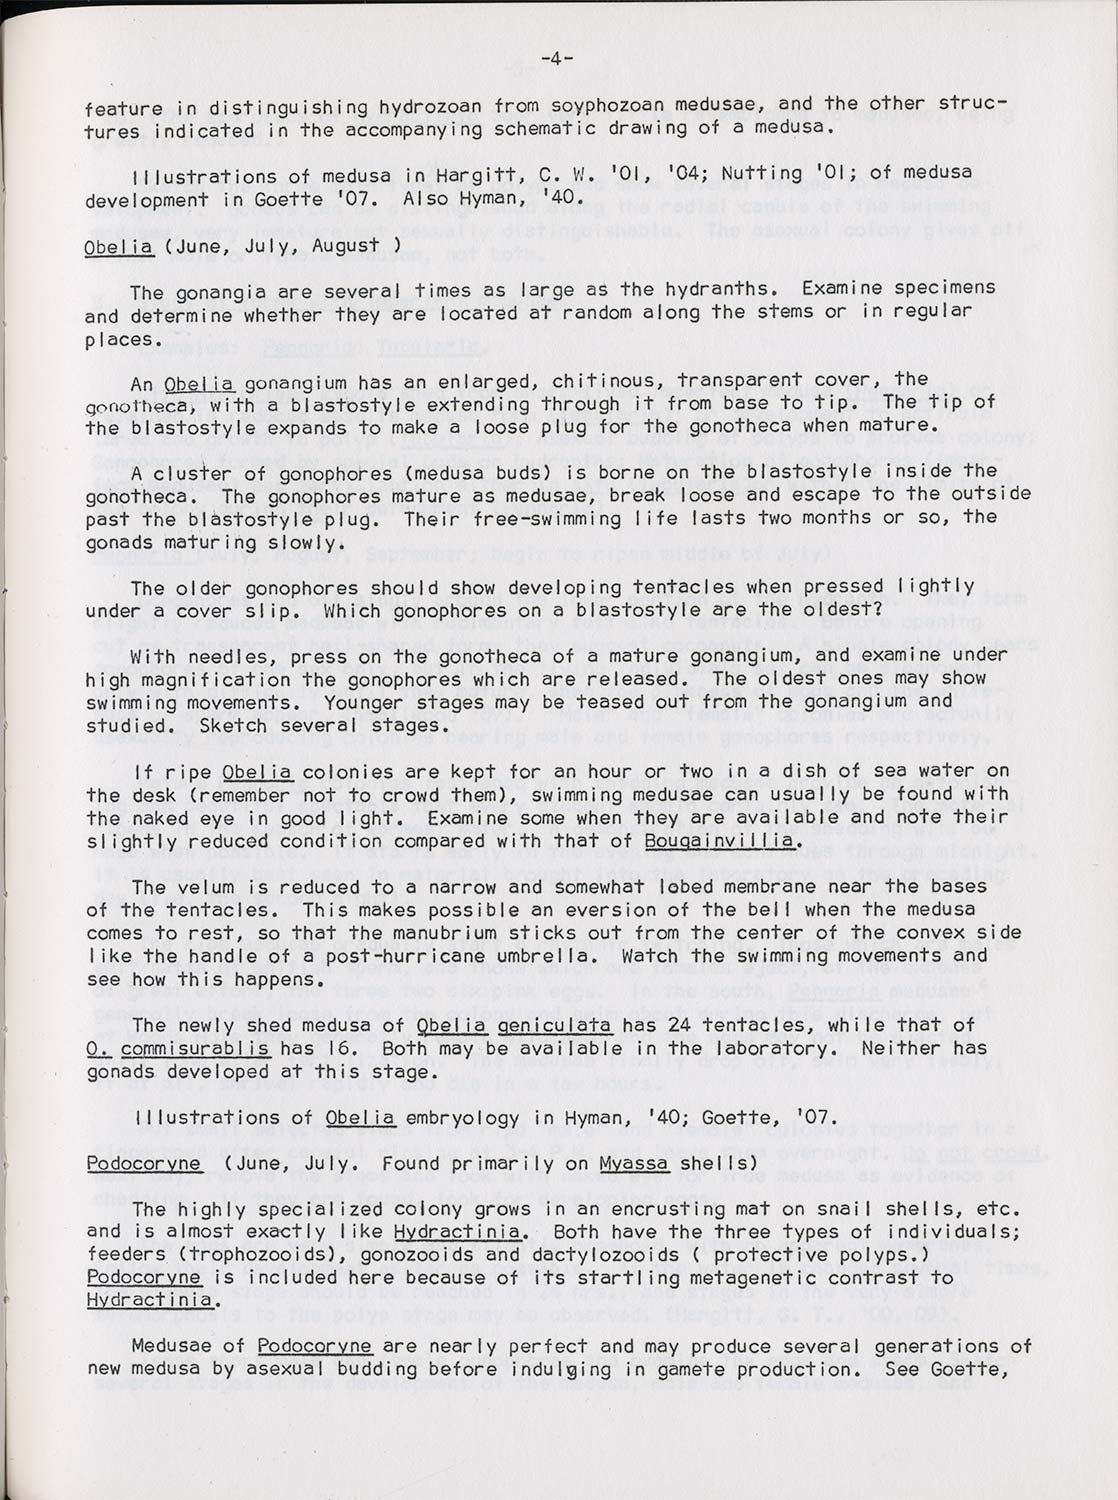 -4-
feature in distinguishing hydrozoan from soyphozoan medusae, and the other struc-
tures indicated in the accompanying schematic drawing of a medusa.
Illustrations of medusa in Hargitt, C. W. '01, '04; Nutting '01; of medusa
development in Goette '07. Also Hyman, '40.
Obelia (June, July, August )
The gonangia are several times as large as the hydranths. Examine specimens
and determine whether they are located at random along the stems or in regular
places.
An Obelia gonangium has an enlarged, chitinous, transparent cover, the
gonotheca, with a blastostyle extending through it from base to tip. The tip of
the blastostyle expands to make a loose plug for the gonotheca when mature.
A cluster of gonophores (medusa buds) is borne on the blastostyle inside the
gonotheca. The gonophores mature as medusae, break loose and escape to the outside
past the blastostyle plug. Their free-swimming life lasts two months or so, the
gonads maturing slowly.
The older gonophores should show developing tentacles when pressed lightly
under a cover slip. Which gonophores on a blastostyle are the oldest?
With needles, press on the gonotheca of a mature gonangium, and examine under
high magnification the gonophores which are released. The oldest ones may show
swimming movements. Younger stages may be teased out from the gonangium and
studied. Sketch several stages.
If ripe Obelia colonies are kept for an hour or two in a dish of sea water on
the desk (remember not to crowd them), swimming medusae can usually be found with
the naked eye in good light. Examine some when they are available and note their
slightly reduced condition compared with that of Bougainvillia.
The velum is reduced to a narrow and somewhat lobed membrane near the bases
of the tentacles. This makes possible an eversion of the bell when the medusa
comes to rest, so that the manubrium sticks out from the center of the convex side
like the handle of a post-hurricane umbrella. Watch the swimming movements and
see how this happens.
The newly shed medusa of Obelia geniculata has 24 tentacles, while that of
O. commisurablis has 16. Both may be available in the laboratory. Neither has
gonads developed at this stage.
Illustrations of Obelia embryology in Hyman, '40; Goette, '07.
Podocoryne (June, July. Found primarily on Myassa shells)
The highly specialized colony grows in an encrusting mat on snail shells, etc.
and is almost exactly like Hydractinia. Both have the three types of individuals;
feeders (trophozooids), gonozooids and dactylozooids ( protective polyps.)
Podocoryne is included here because of its startling metagenetic contrast to
Hydractinia.
Medusae of Podocoryne are nearly perfect and may produce several generations of
new medusa by asexual budding before indulging in gamete production. See Goette,